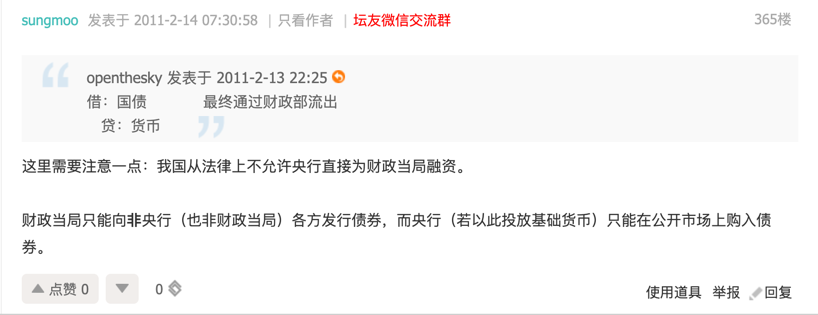 sungmoo 发表于 2011-2-14 07:30:58 | 只看作者 | 坛友微信交流群 365楼
openthesky 发表于 2011-2-13 22:25
借：国债 最终通过财政部流出
贷：货币
这里需要注意一点：我国从法律上不允许央行直接为财政当局融资。
财政当局只能向非央行（也非财政当局）各方发行债券，而央行（若以此投放基础货币）只能在公开市场上购入债
券。
点赞 0 0
使用道具 举报 回复